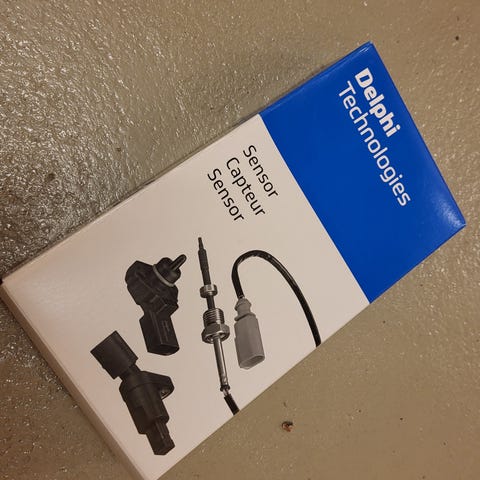 Delphi
Technologies
Sensor
Capteur
Sensor